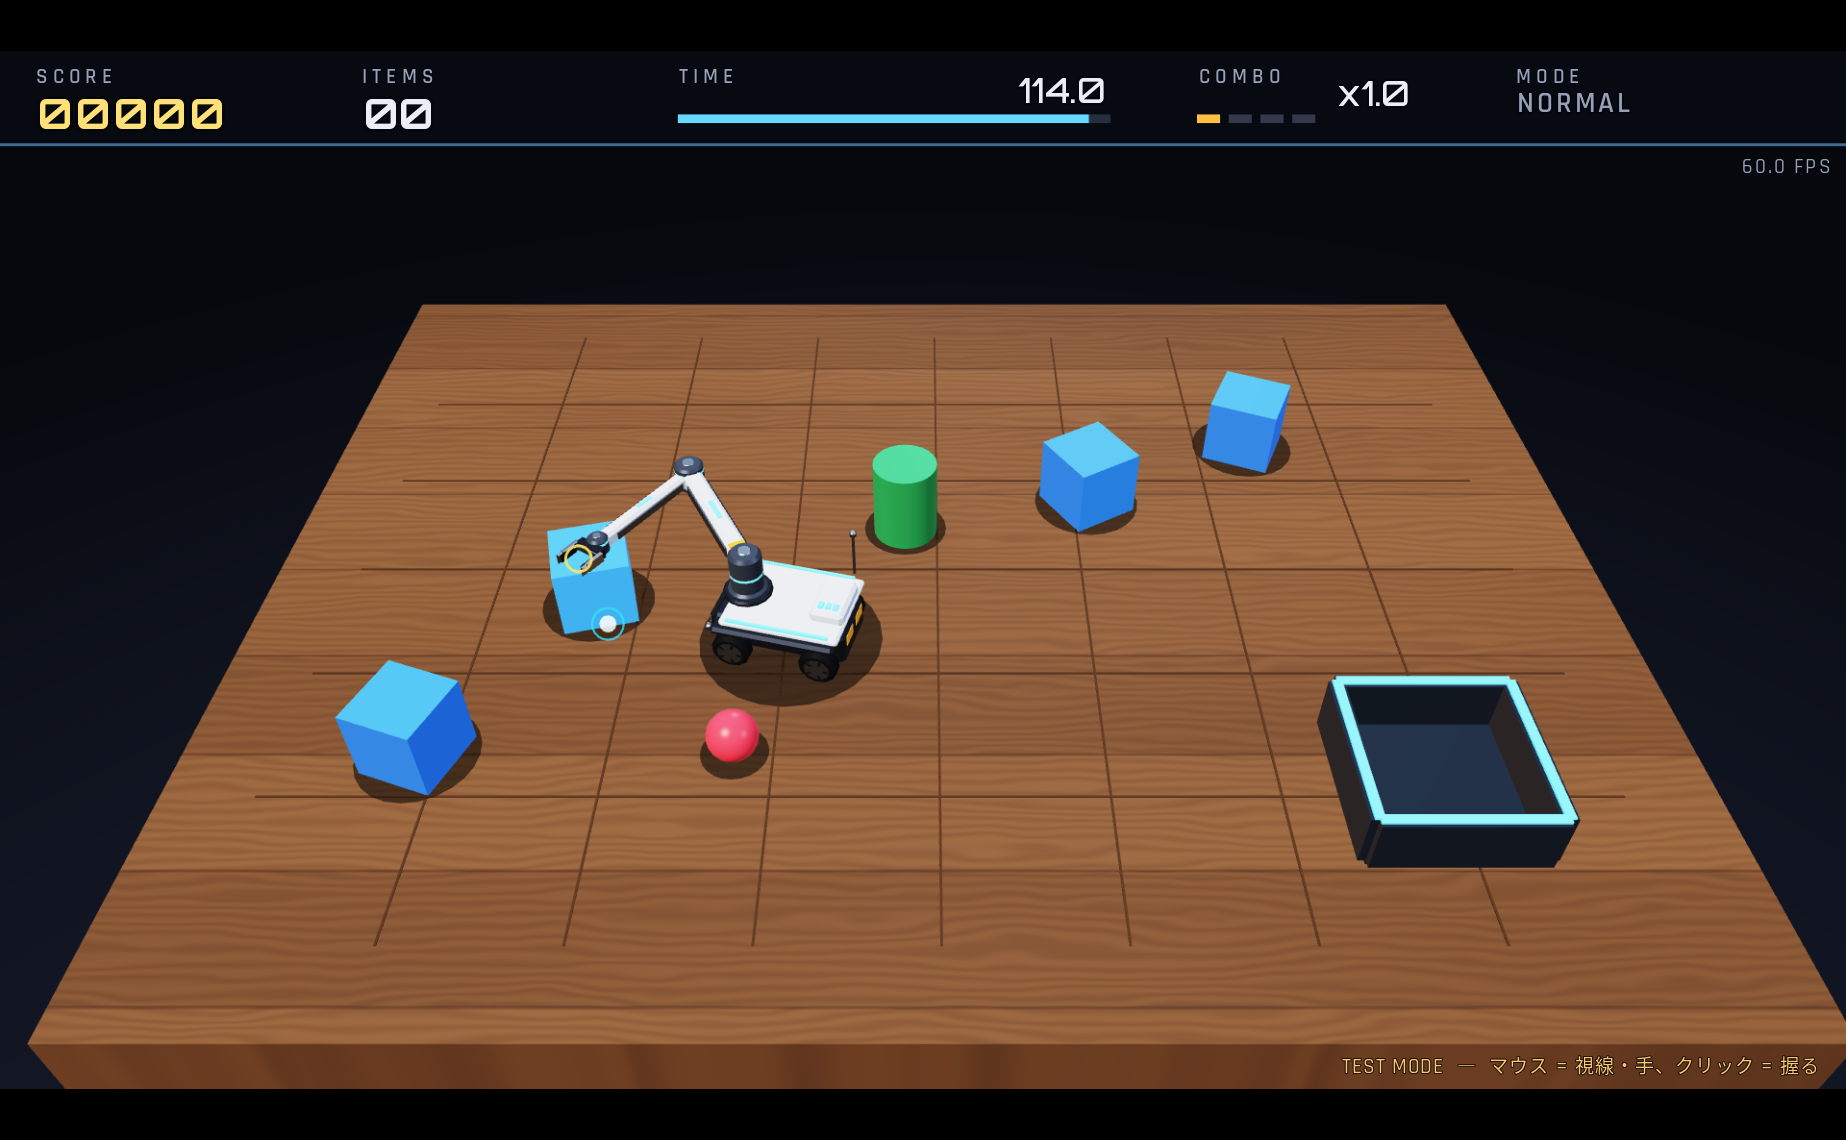 SCORE
00000
ITEMS
00
TIME
114.0
COMBO
x1.0
MODE
NORMAL
60.0 FPS
TEST MODE — マウス = 視線・手、クリック = 握る